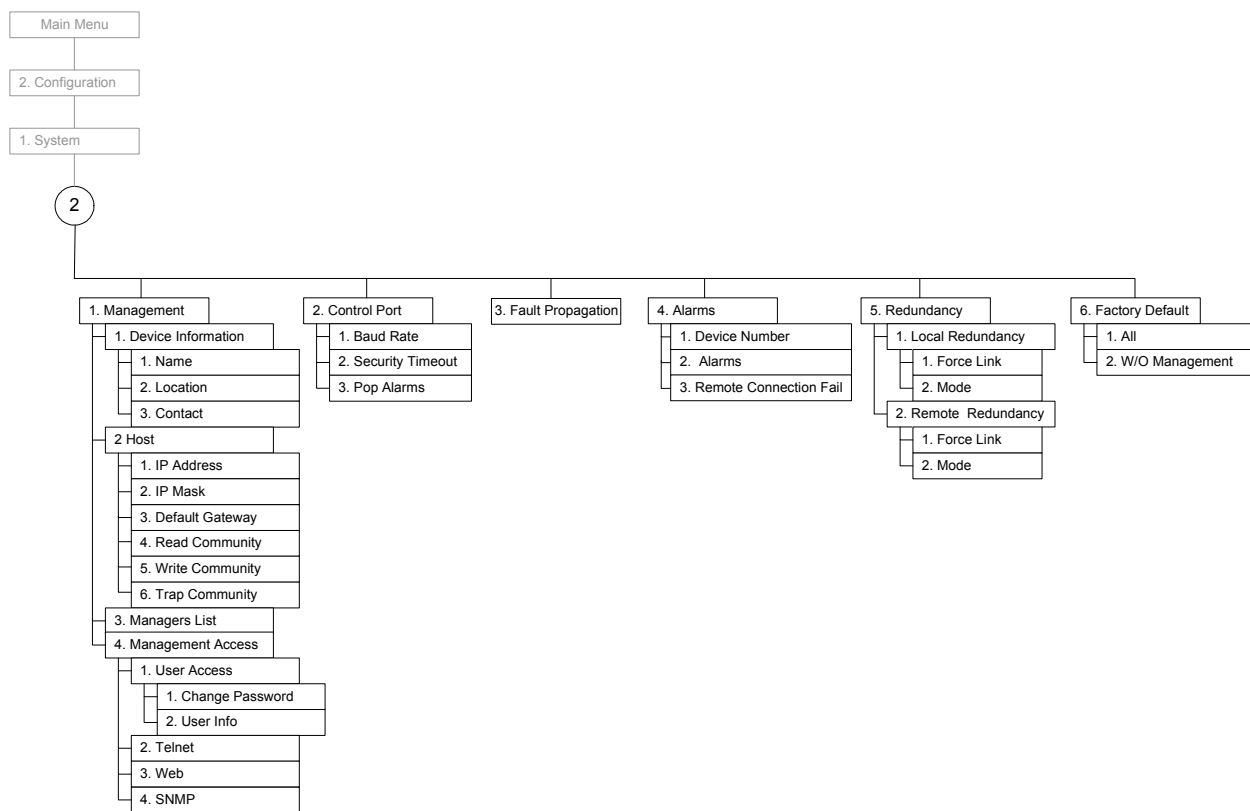 Main Menu
2. Configuration
1. System
2
1. Management
1. Device Information
1. Name
2. Location
3. Contact
2 Host
1. IP Address
2. IP Mask
3. Default Gateway
4. Read Community
5. Write Community
6. Trap Community
3. Managers List
4. Management Access
1. User Access
1. Change Password
2. User Info
2. Telnet
3. Web
4. SNMP
2. Control Port
1. Baud Rate
2. Security Timeout
3. Pop Alarms
3. Fault Propagation
4. Alarms
1. Device Number
2. Alarms
3. Remote Connection Fail
5. Redundancy
1. Local Redundancy
1. Force Link
2. Mode
2. Remote Redundancy
1. Force Link
2. Mode
6. Factory Default
1. All
2. W/O Management